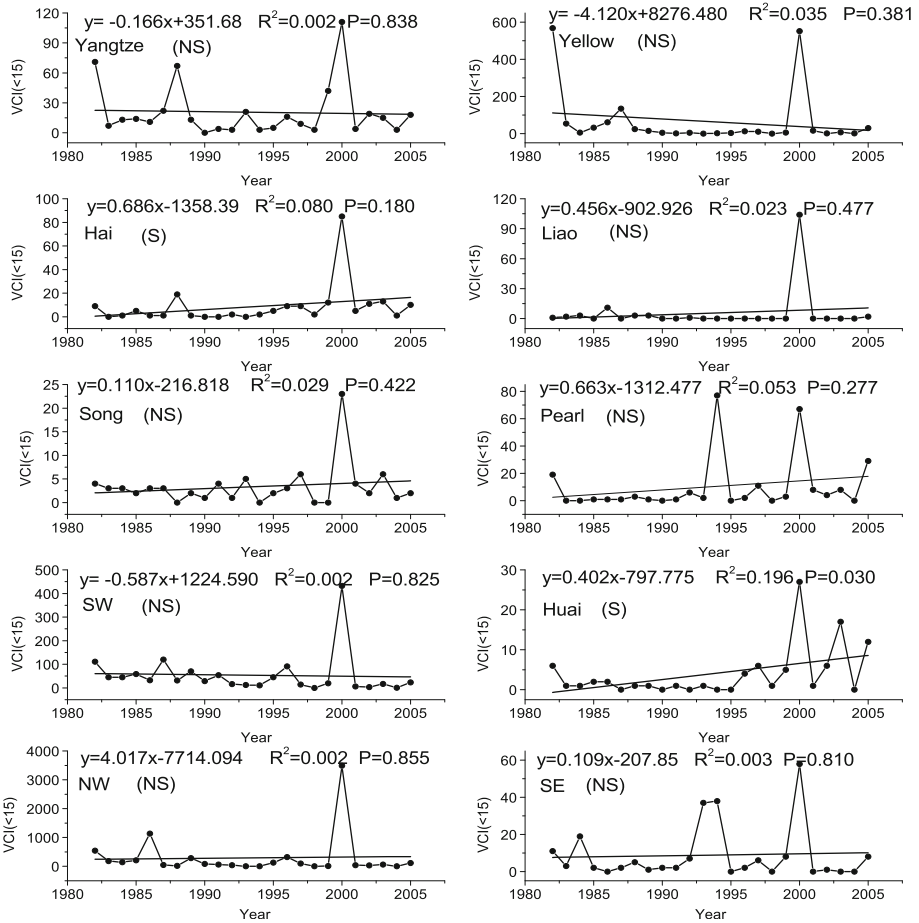 y= -0.166x+351.68 R²=0.002 P=0.838
Yangtze (NS)
VCI(<15)
120
90
60
30
0
1980 1985 1990 1995 2000 2005
Year
y= -4.120x+8276.480 R²=0.035 P=0.381
Yellow (NS)
VCI(<15)
600
400
200
0
1980 1985 1990 1995 2000 2005
Year
y=0.686x-1358.39 R²=0.080 P=0.180
Hai (S)
VCI(<15)
100
80
60
40
20
0
1980 1985 1990 1995 2000 2005
Year
y=0.456x-902.926 R²=0.023 P=0.477
Liao (NS)
VCI(<15)
120
90
60
30
0
1980 1985 1990 1995 2000 2005
Year
y=0.110x-216.818 R²=0.029 P=0.422
Song (NS)
VCI(<15)
25
20
15
10
5
0
1980 1985 1990 1995 2000 2005
Year
y=0.663x-1312.477 R²=0.053 P=0.277
Pearl (NS)
VCI(<15)
80
60
40
20
0
1980 1985 1990 1995 2000 2005
Year
y= -0.587x+1224.590 R²=0.002 P=0.825
SW (NS)
VCI(<15)
500
400
300
200
100
0
1980 1985 1990 1995 2000 2005
Year
y=0.402x-797.775 R²=0.196 P=0.030
Huai (S)
VCI(<15)
30
20
10
0
1980 1985 1990 1995 2000 2005
Year
y=4.017x-7714.094 R²=0.002 P=0.855
NW (NS)
VCI(<15)
4000
3000
2000
1000
0
1980 1985 1990 1995 2000 2005
Year
y=0.109x-207.85 R²=0.003 P=0.810
SE (NS)
VCI(<15)
60
40
20
0
1980 1985 1990 1995 2000 2005
Year